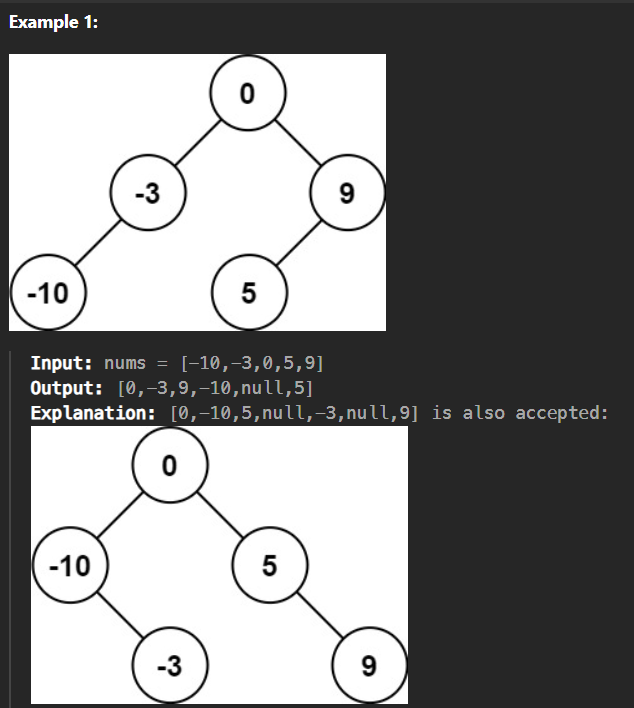 Example 1:
0
-3 9
-10 5
Input: nums = [-10,-3,0,5,9]
Output: [0,-3,9,-10,null,5]
Explanation: [0,-10,5,null,-3,null,9] is also accepted:
0
-10 5
-3 9